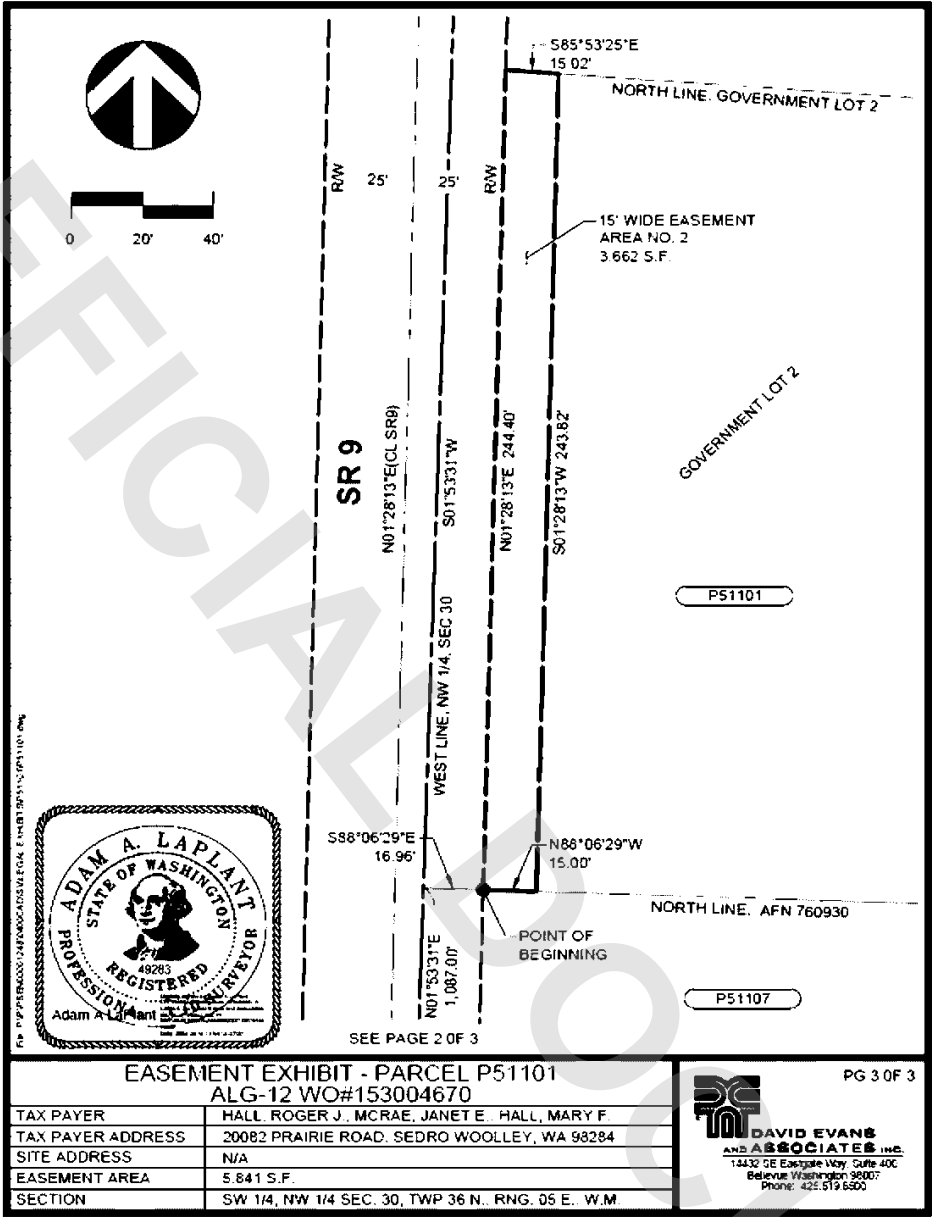 S85°53'25"E
15.02'
NORTH LINE, GOVERNMENT LOT 2
R/W
25'
25'
R/W
0 20' 40'
15' WIDE EASEMENT
AREA NO. 2
3,662 S.F.
GOVERNMENT LOT 2
SR 9
N01°28'13"E(CL SR9)
WEST LINE, NW 1/4, SEC 30
S01°53'31"W
N01°28'13"E 244.40'
S01°28'13"W 243.82'
P51101
S88°06'29"E
16.96'
N88°06'29"W
15.00'
NORTH LINE, AFN 760930
POINT OF
BEGINNING
N01°53'31"E
1,087.00'
P51107
SEE PAGE 2 OF 3
ADAM A. LAPLANT
STATE OF WASHINGTON
49283
REGISTERED
PROFESSIONAL LAND SURVEYOR
Adam A LaPlant
EASEMENT EXHIBIT - PARCEL P51101
ALG-12 WO#153004670
TAX PAYER HALL, ROGER J., MCRAE, JANET E., HALL, MARY F.
TAX PAYER ADDRESS 20082 PRAIRIE ROAD, SEDRO WOOLLEY, WA 98284
SITE ADDRESS N/A
EASEMENT AREA 5,841 S.F.
SECTION SW 1/4, NW 1/4 SEC. 30, TWP 36 N., RNG. 05 E., W.M.
PG 3 OF 3
DAVID EVANS
AND ASSOCIATES INC.
14432 SE Eastgate Way, Suite 400
Bellevue Washington 98007
Phone: 425.519.6500
FFICIAL DOC